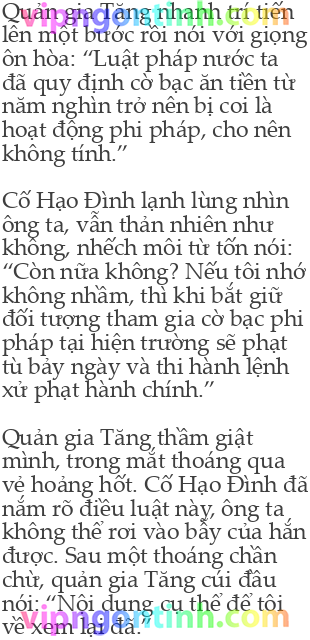 Quản gia Tăng nhanh trí tiến
lên một bước rồi nói với giọng
ôn hòa: “Luật pháp nước ta
đã quy định cờ bạc ăn tiền từ
năm nghìn trở nên bị coi là
hoạt động phi pháp, cho nên
không tính.”
Cố Hạo Đình lạnh lùng nhìn
ông ta, vẫn thản nhiên như
không, nhếch môi từ tốn nói:
“Còn nữa không? Nếu tôi nhớ
không nhầm, thì khi bắt giữ
đối tượng tham gia cờ bạc phi
pháp tại hiện trường sẽ phạt
tù bảy ngày và thi hành lệnh
xử phạt hành chính.”
Quản gia Tăng thầm giật
mình, trong mắt thoáng qua
vẻ hoảng hốt. Cố Hạo Đình đã
nắm rõ điều luật này, ông ta
không thể rơi vào bẫy của hắn
được. Sau một thoáng chần
chừ, quản gia Tăng cúi đầu
nói: “Nội dung cụ thể để tôi
về xem lại đã.”
vipngontinh.com
vipngontinh.com